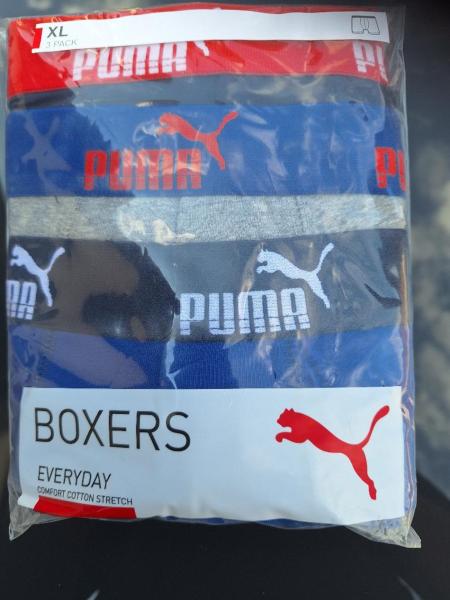 XL
3 PACK
PUMA
PUMA
PUMA
BOXERS
EVERYDAY
COMFORT COTTON STRETCH